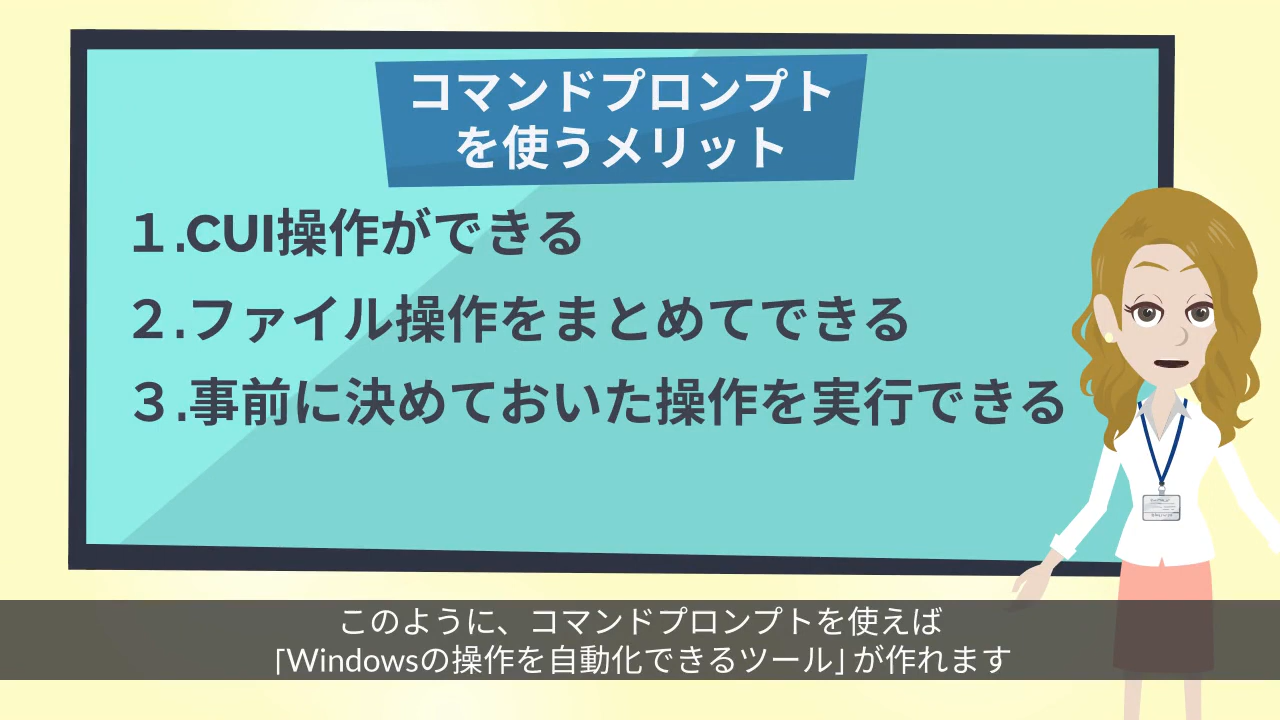 コマンドプロンプト
を使うメリット
１.CUI操作ができる
２.ファイル操作をまとめてできる
３.事前に決めておいた操作を実行できる
このように、コマンドプロンプトを使えば
「Windowsの操作を自動化できるツール」が作れます